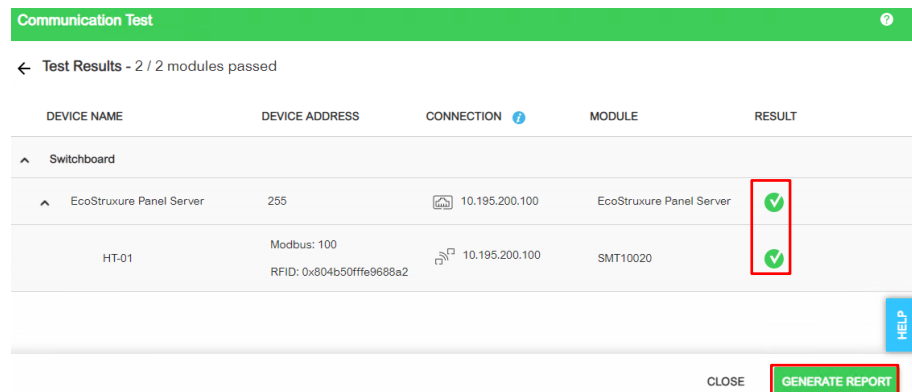 Communication Test
?
Test Results - 2 / 2 modules passed
DEVICE NAME DEVICE ADDRESS CONNECTION i MODULE RESULT
Switchboard
EcoStruxure Panel Server 255 10.195.200.100 EcoStruxure Panel Server
HT-01 Modbus: 100 10.195.200.100 SMT10020
RFID: 0x804b50fffe9688a2
HELP
CLOSE GENERATE REPORT